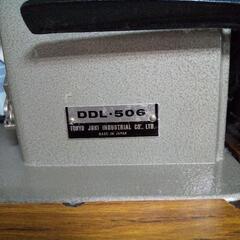 DDL-506
TOKYO JUKI INDUSTRIAL CO., LTD.
MADE IN JAPAN